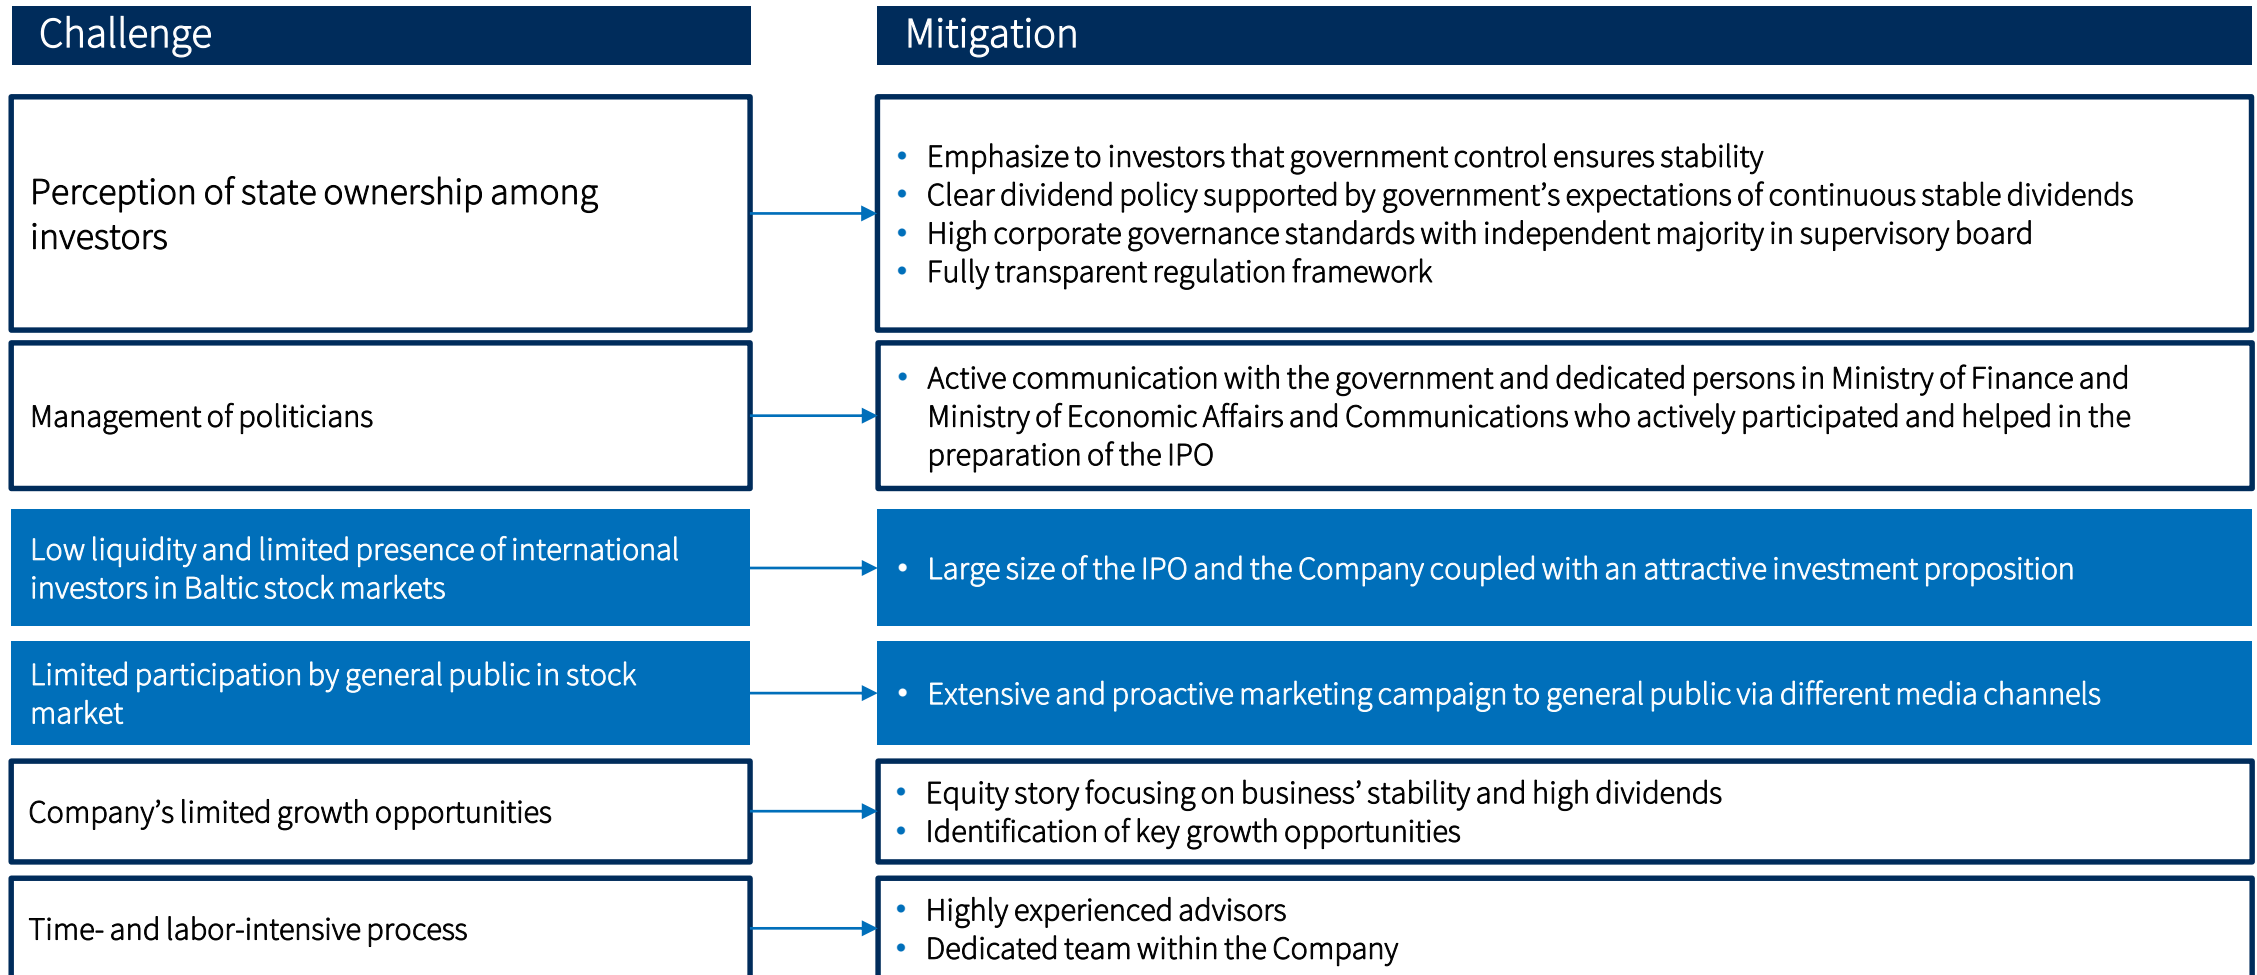 Challenge
Mitigation
Perception of state ownership among
investors
• Emphasize to investors that government control ensures stability
• Clear dividend policy supported by government’s expectations of continuous stable dividends
• High corporate governance standards with independent majority in supervisory board
• Fully transparent regulation framework
Management of politicians
• Active communication with the government and dedicated persons in Ministry of Finance and
Ministry of Economic Affairs and Communications who actively participated and helped in the
preparation of the IPO
Low liquidity and limited presence of international
investors in Baltic stock markets
• Large size of the IPO and the Company coupled with an attractive investment proposition
Limited participation by general public in stock
market
• Extensive and proactive marketing campaign to general public via different media channels
Company’s limited growth opportunities
• Equity story focusing on business’ stability and high dividends
• Identification of key growth opportunities
Time- and labor-intensive process
• Highly experienced advisors
• Dedicated team within the Company